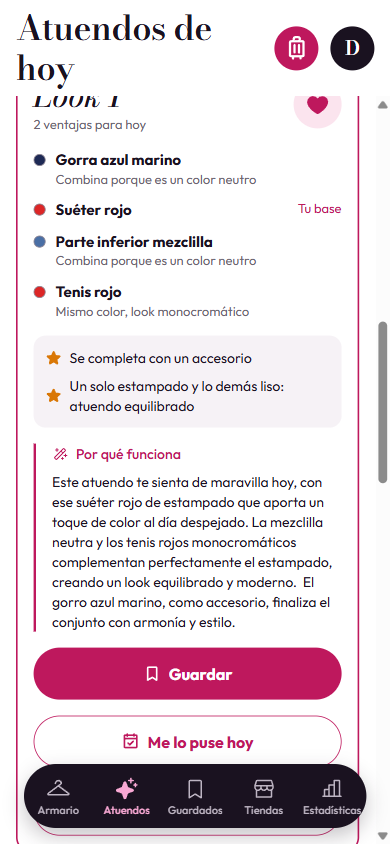 Atuendos de
hoy
D
Look 1
2 ventajas para hoy
Gorra azul marino
Combina porque es un color neutro
Suéter rojo
Tu base
Parte inferior mezclilla
Combina porque es un color neutro
Tenis rojo
Mismo color, look monocromático
Se completa con un accesorio
Un solo estampado y lo demás liso:
atuendo equilibrado
Por qué funciona
Este atuendo te sienta de maravilla hoy, con
ese suéter rojo de estampado que aporta un
toque de color al día despejado. La mezclilla
neutra y los tenis rojos monocromáticos
complementan perfectamente el estampado,
creando un look equilibrado y moderno. El
gorro azul marino, como accesorio, finaliza el
conjunto con armonía y estilo.
Guardar
Me lo puse hoy
Armario
Atuendos
Guardados
Tiendas
Estadísticas